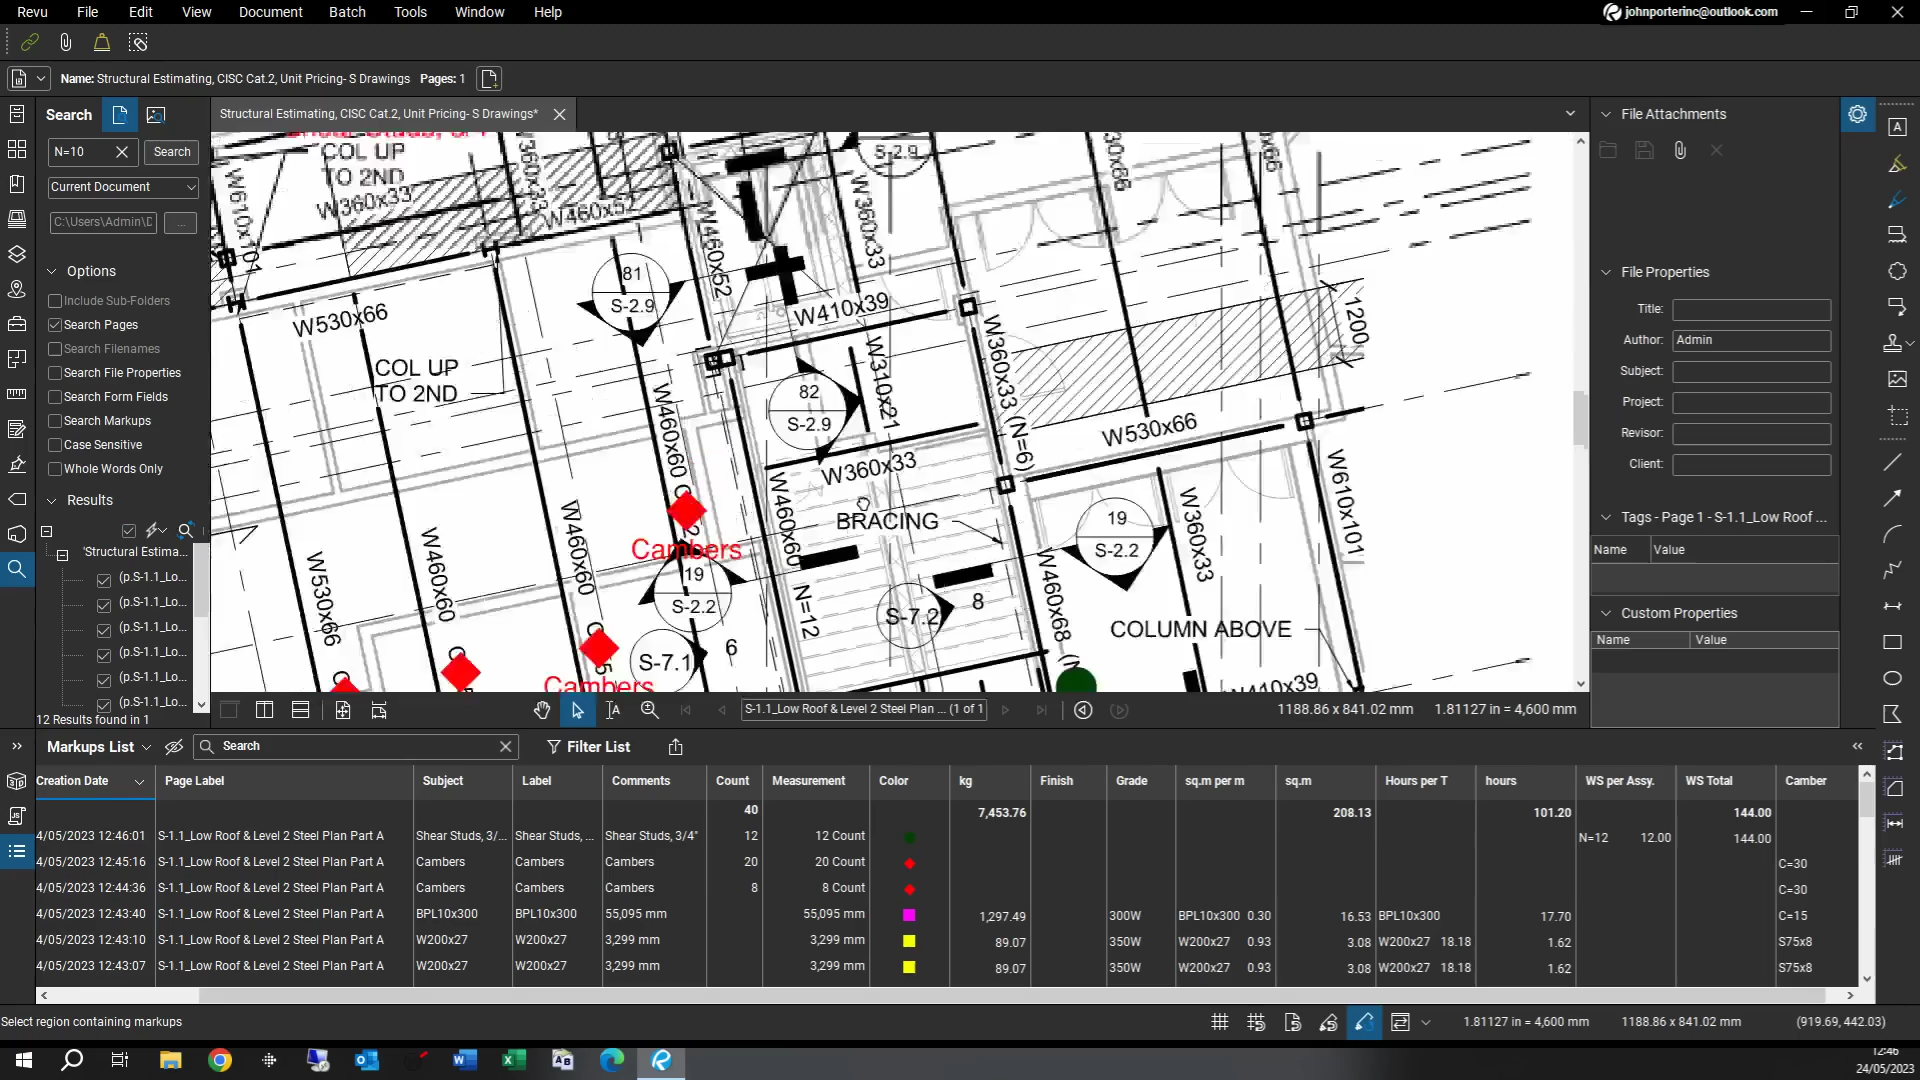 Revu File Edit View Document Batch Tools Window Help
johnporterinc@outlook.com
Name: Structural Estimating, CISC Cat.2, Unit Pricing- S Drawings Pages: 1
Search
Structural Estimating, CISC Cat.2, Unit Pricing- S Drawings*
N=10
Search
Current Document
C:\Users\Admin\D
...
Options
Include Sub-Folders
Search Pages
Search Filenames
Search File Properties
Search Form Fields
Search Markups
Case Sensitive
Whole Words Only
Results
'Structural Estima...
(p.S-1.1_Lo...
(p.S-1.1_Lo...
(p.S-1.1_Lo...
(p.S-1.1_Lo...
(p.S-1.1_Lo...
(p.S-1.1_Lo...
12 Results found in 1
COL UP
TO 2ND
W360x33
W610x101
W460x52
W460x52
S-2.9
W360x33
W530x66
81
S-2.9
COL UP
TO 2ND
W410x39
W310x21
82
S-2.9
W360x33 (N=6)
1200
W530x66
W360x33
W610x101
W460x60
W460x60
BRACING
19
S-2.2
W360x33
Cambers
19
S-2.2
N=12
W460x60
W460x60
W530x66
S-7.2
8
W460x68
COLUMN ABOVE
S-7.1
6
Cambers
W410x39
S-1.1_Low Roof & Level 2 Steel Plan ... (1 of 1
1188.86 x 841.02 mm
1.81127 in = 4,600 mm
File Attachments
File Properties
Title:
Author: Admin
Subject:
Project:
Revisor:
Client:
Tags - Page 1 - S-1.1_Low Roof ...
Name Value
Custom Properties
Name Value
Markups List
Search
Filter List
Creation Date Page Label Subject Label Comments Count Measurement Color kg Finish Grade sq.m per m sq.m Hours per T hours WS per Assy. WS Total Camber
40 7,453.76 208.13 101.20 144.00
4/05/2023 12:46:01 S-1.1_Low Roof & Level 2 Steel Plan Part A Shear Studs, 3/... Shear Studs, ... Shear Studs, 3/4" 12 12 Count N=12 12.00 144.00
4/05/2023 12:45:16 S-1.1_Low Roof & Level 2 Steel Plan Part A Cambers Cambers Cambers 20 20 Count C=30
4/05/2023 12:44:36 S-1.1_Low Roof & Level 2 Steel Plan Part A Cambers Cambers Cambers 8 8 Count C=30
4/05/2023 12:43:40 S-1.1_Low Roof & Level 2 Steel Plan Part A BPL10x300 BPL10x300 55,095 mm 55,095 mm 1,297.49 300W BPL10x300 0.30 16.53 BPL10x300 17.70 C=15
4/05/2023 12:43:10 S-1.1_Low Roof & Level 2 Steel Plan Part A W200x27 W200x27 3,299 mm 3,299 mm 89.07 350W W200x27 0.93 3.08 W200x27 18.18 1.62 S75x8
4/05/2023 12:43:07 S-1.1_Low Roof & Level 2 Steel Plan Part A W200x27 W200x27 3,299 mm 3,299 mm 89.07 350W W200x27 0.93 3.08 W200x27 18.18 1.62 S75x8
Select region containing markups
1.81127 in = 4,600 mm
1188.86 x 841.02 mm
(919.69, 442.03)
12:46
24/05/2023